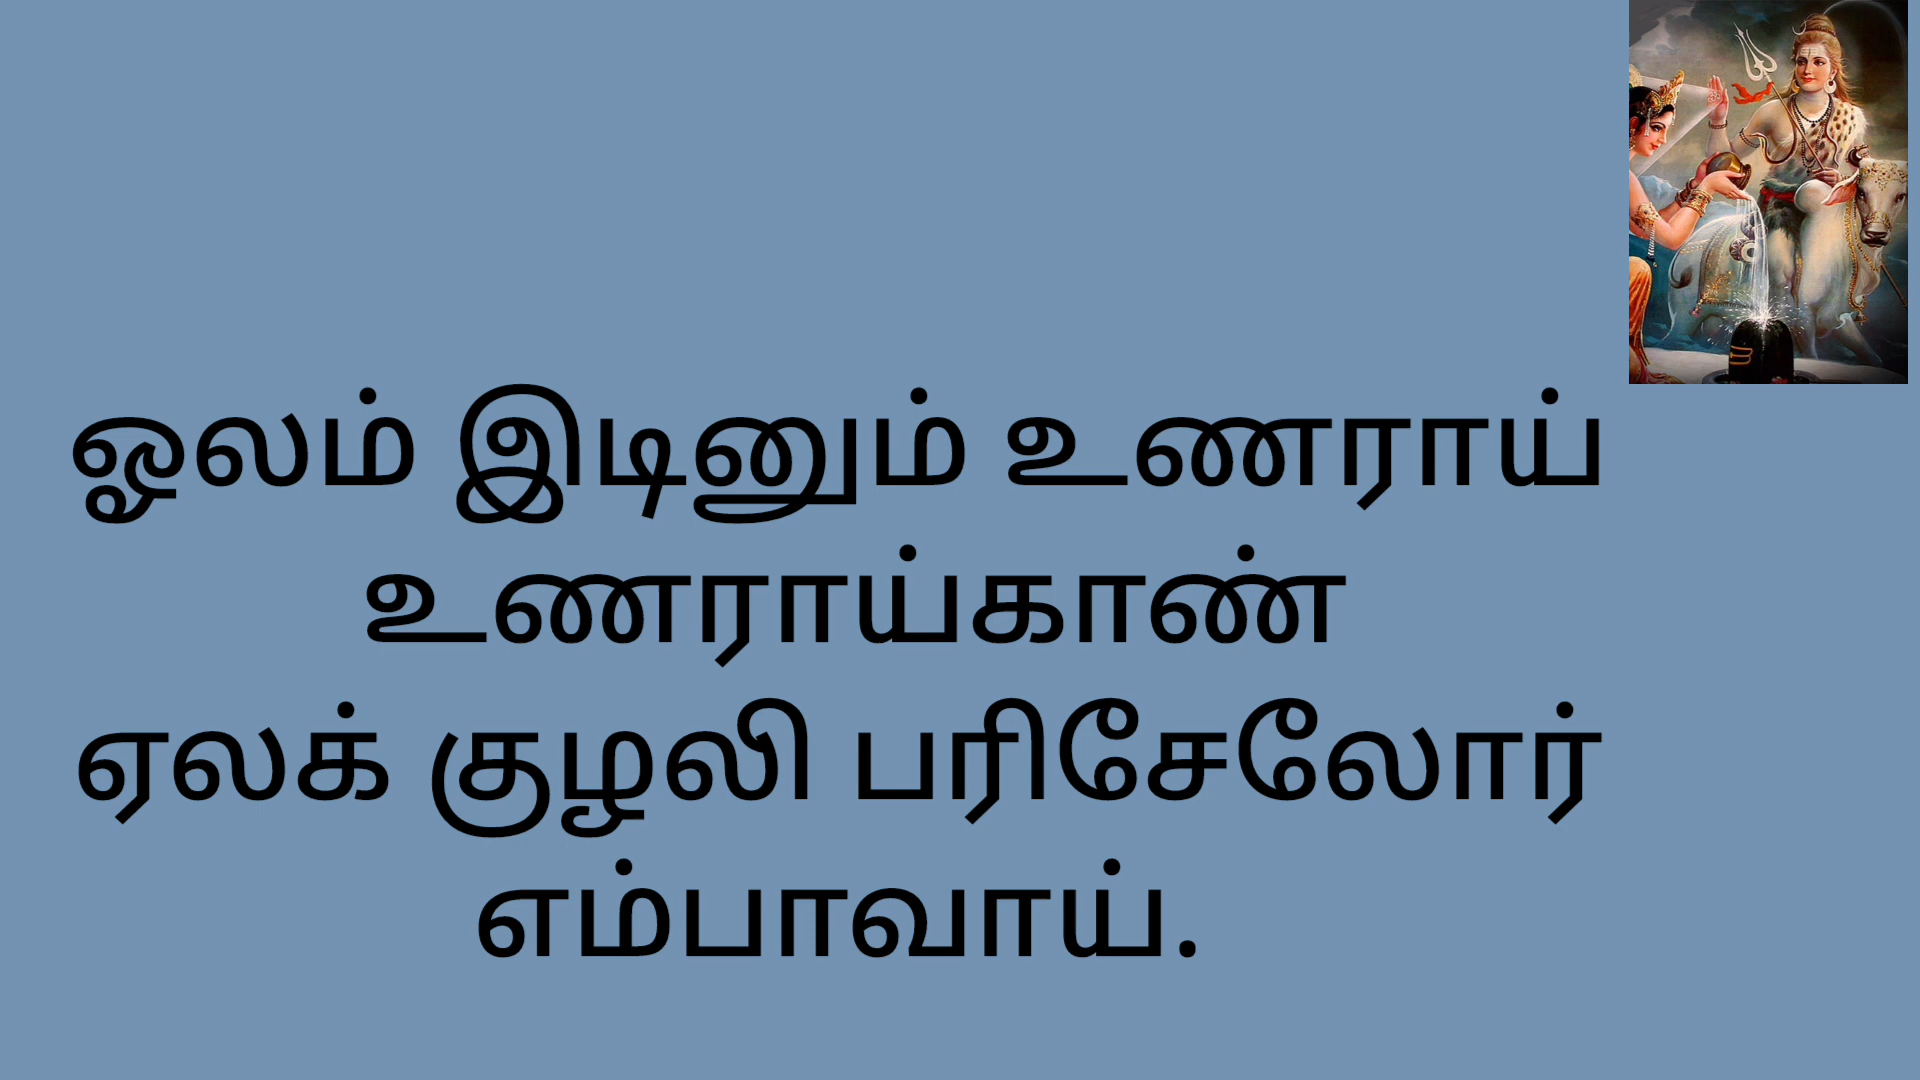 ஓலம் இடினும் உணராய்
உணராய்காண்
ஏலக் குழலி பரிசேலோர்
எம்பாவாய்.